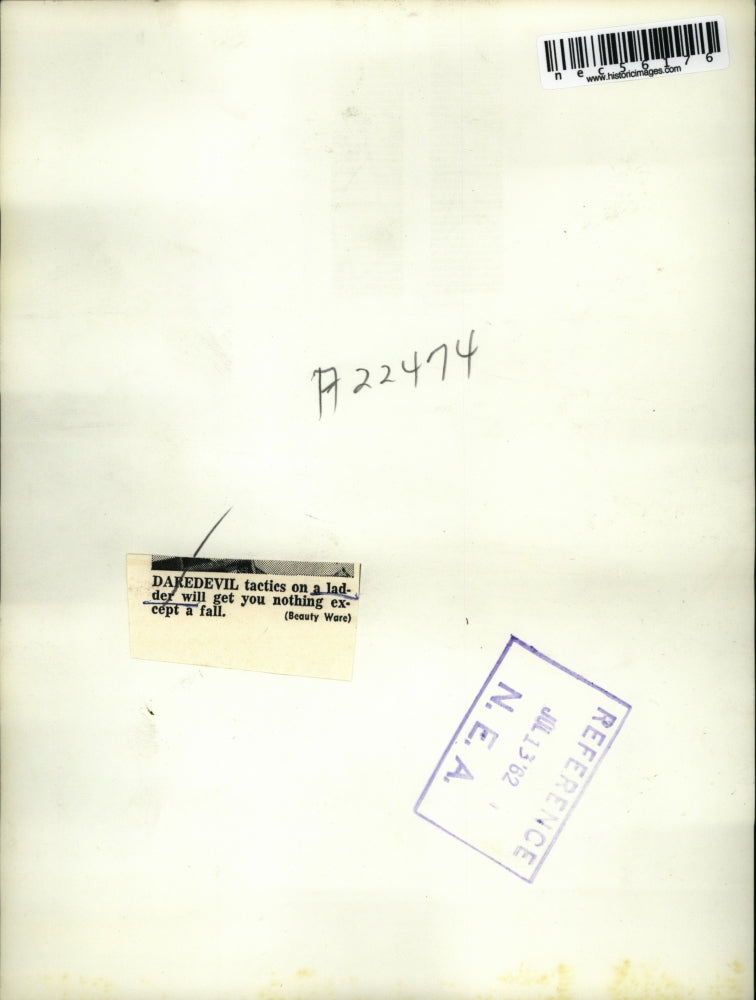 nec56176
www.historicimages.com
A22474
DAREDEVIL tactics on a lad-
der will get you nothing ex-
cept a fall.
(Beauty Ware)
REFERENCE
JUL 13 '62
N. E. A.